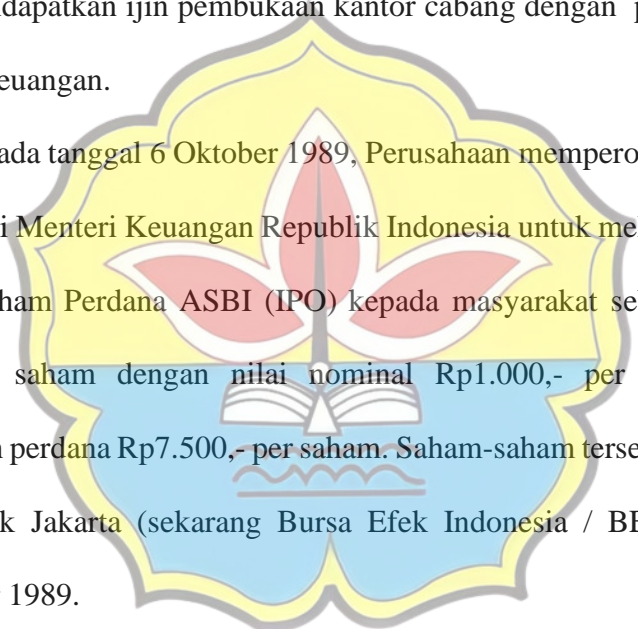 dapatkan ijin pembukaan kantor cabang dengan
euangan.
ada tanggal 6 Oktober 1989, Perusahaan mempero
i Menteri Keuangan Republik Indonesia untuk me
ham Perdana ASBI (IPO) kepada masyarakat se
saham dengan nilai nominal Rp1.000,- per
n perdana Rp7.500,- per saham. Saham-saham terse
k Jakarta (sekarang Bursa Efek Indonesia / BE
1989.